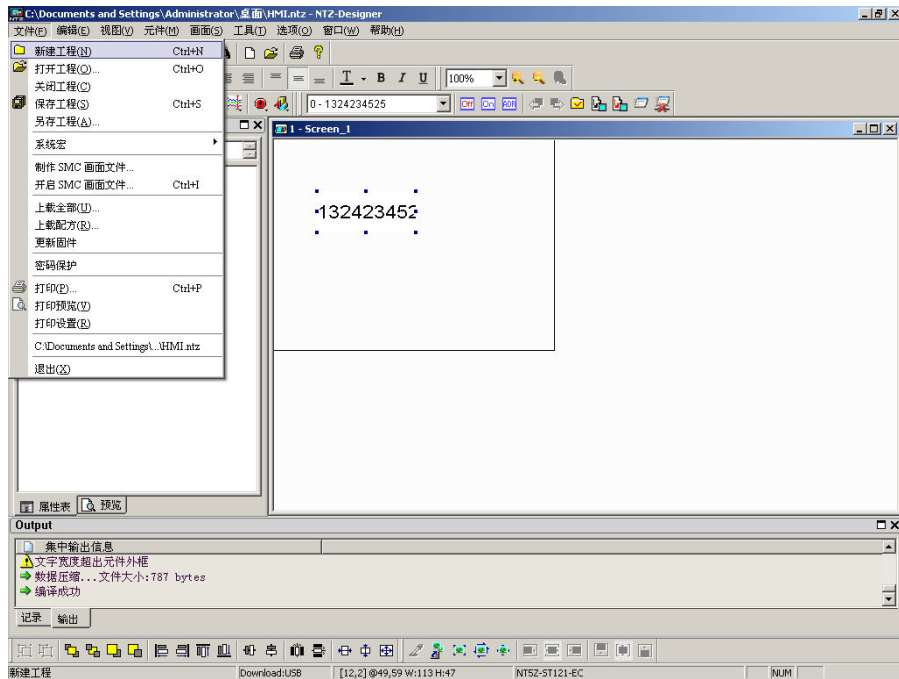 C:\Documents and Settings\Administrator\桌面\HMI.ntz - NTZ-Designer
文件(F) 编辑(E) 视图(V) 元件(M) 画面(S) 工具(T) 选项(O) 窗口(W) 帮助(H)
新建工程(N) Ctrl+N
打开工程(O)... Ctrl+O
关闭工程(C)
保存工程(S) Ctrl+S
另存工程(A)...
系统宏
制作 SMC 画面文件...
开启 SMC 画面文件... Ctrl+I
上载全部(U)...
上载配方(R)...
更新固件
密码保护
打印(P)... Ctrl+P
打印预览(V)
打印设置(R)
C:\Documents and Settings\...\HMI.ntz
退出(X)
T B I U 100%
0 - 1324234525 Off On ADR
1 - Screen_1
132423452
属性表 预览
Output
集中输出信息
文字宽度超出元件外框
数据压缩...文件大小:787 bytes
编译成功
记录 输出
新建工程 Download:USB [12,2] @49,59 W:113 H:47 NT5Z-ST121-EC NUM